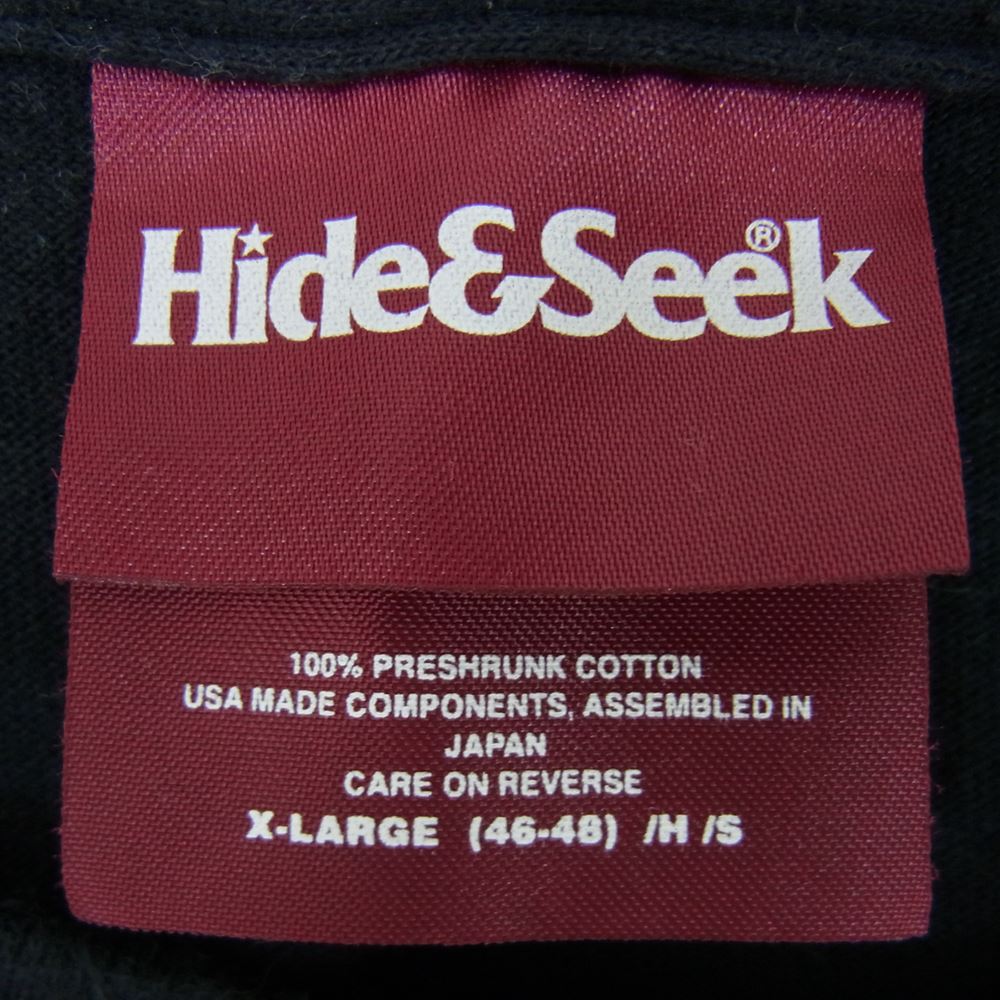 Hide&Seek®
100% PRESHRUNK COTTON
USA MADE COMPONENTS, ASSEMBLED IN
JAPAN
CARE ON REVERSE
X-LARGE (46-48) /H /S